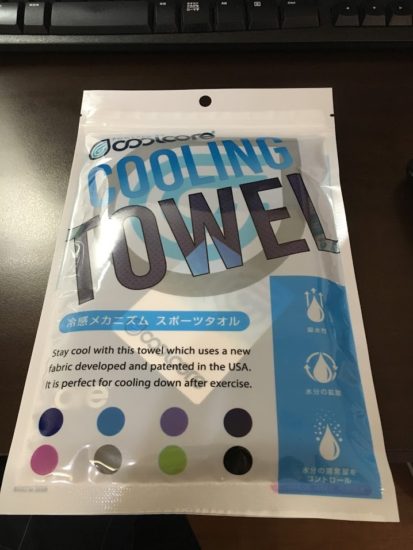 coolcore®
COOLING
TOWEL
冷感メカニズム スポーツタオル
Stay cool with this towel which uses a new
fabric developed and patented in the USA.
It is perfect for cooling down after exercise.
吸水性
水分の拡散
水分の蒸発量を
コントロール